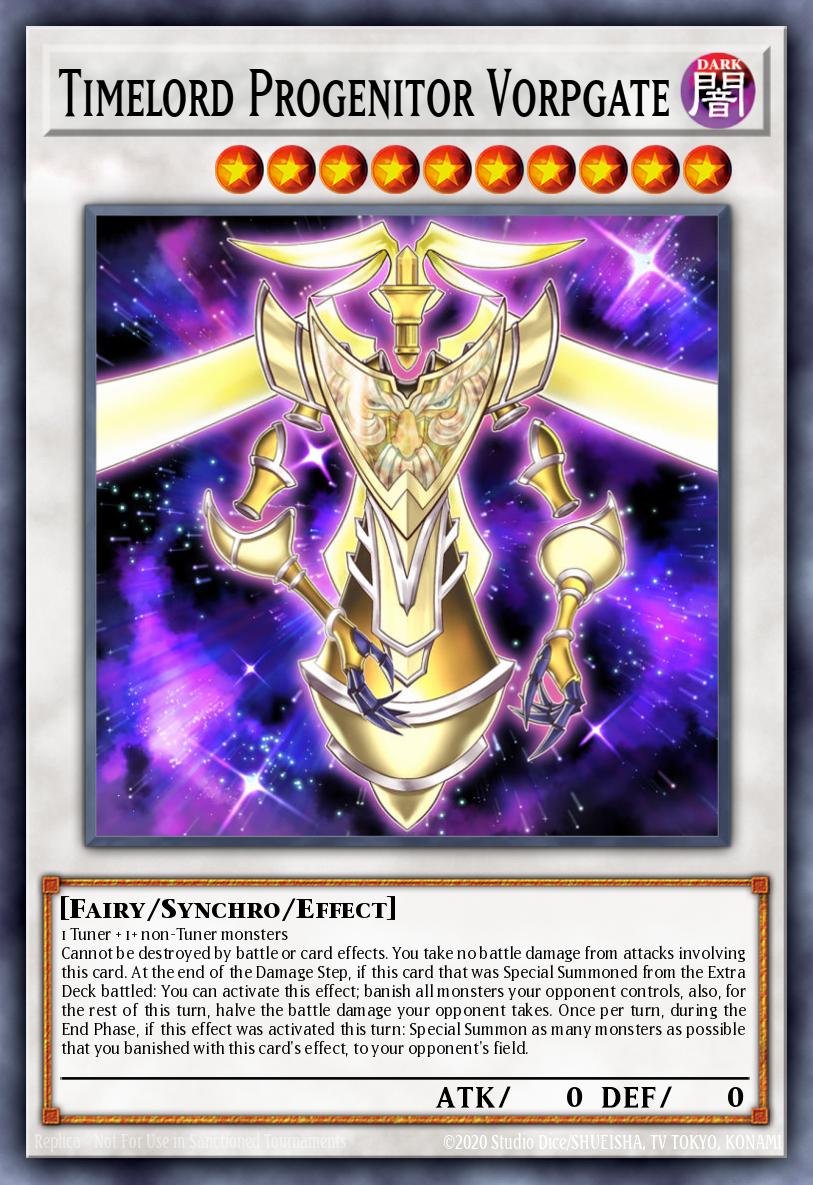 Timelord Progenitor Vorpgate
DARK
闇
[Fairy/Synchro/Effect]
1 Tuner + 1+ non-Tuner monsters
Cannot be destroyed by battle or card effects. You take no battle damage from attacks involving
this card. At the end of the Damage Step, if this card that was Special Summoned from the Extra
Deck battled: You can activate this effect; banish all monsters your opponent controls, also, for
the rest of this turn, halve the battle damage your opponent takes. Once per turn, during the
End Phase, if this effect was activated this turn: Special Summon as many monsters as possible
that you banished with this card's effect, to your opponent's field.
ATK/ 0 DEF/ 0
Replica - Not For Use in Sanctioned Tournaments
©2020 Studio Dice/SHUEISHA, TV TOKYO, KONAMI